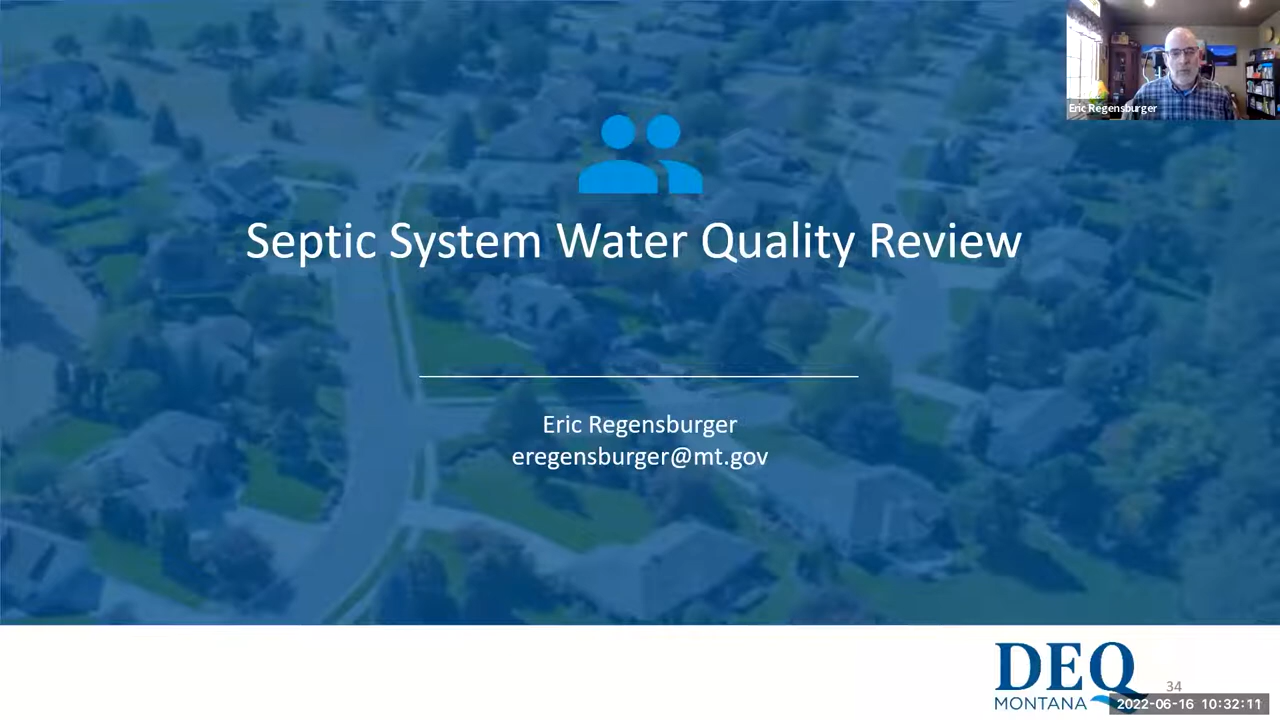 Eric Regensburger
Septic System Water Quality Review
Eric Regensburger
eregensburger@mt.gov
DEQ
MONTANA
34
2022-06-16 10:32:11